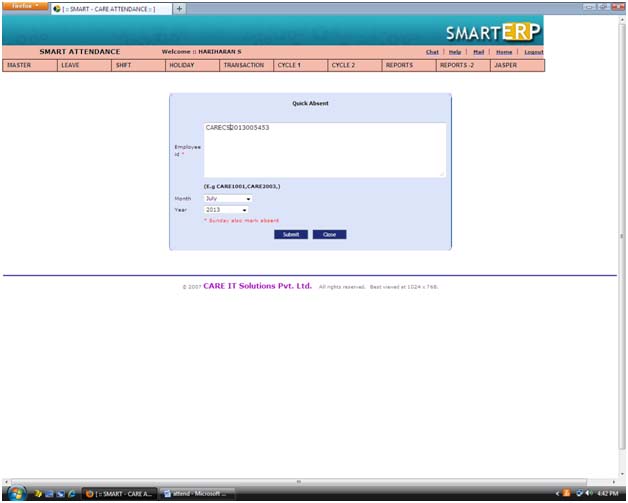 Firefox
[ :: SMART - CARE ATTENDANCE :: ]
SMARTERP
SMART ATTENDANCE Welcome :: HARIHARAN S Chat | Help | Mail | Home | Logout
MASTER LEAVE SHIFT HOLIDAY TRANSACTION CYCLE 1 CYCLE 2 REPORTS REPORTS -2 JASPER
Quick Absent
CARECS2013005453
Employee
id *
(E.g CARE1001,CARE2003,)
Month July
Year 2013
* Sunday also mark absent
Submit Close
© 2007 CARE IT Solutions Pvt. Ltd. All rights reserved. Best viewed at 1024 x 768.
[ :: SMART - CARE A... attend - Microsoft ... 4:42 PM